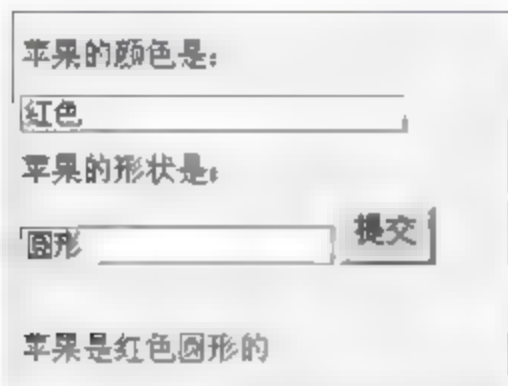 苹果的颜色是：
红色
苹果的形状是：
圆形 提交
苹果是红色圆形的